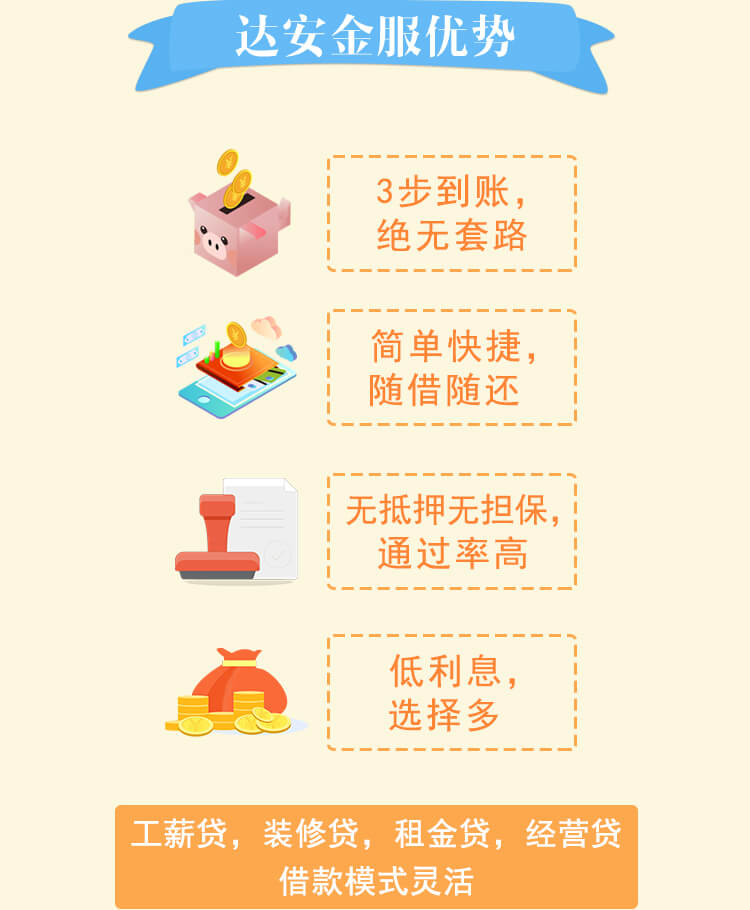 达安金服优势
3步到账，
绝无套路
简单快捷，
随借随还
无抵押无担保，
通过率高
低利息，
选择多
工薪贷，装修贷，租金贷，经营贷
借款模式灵活